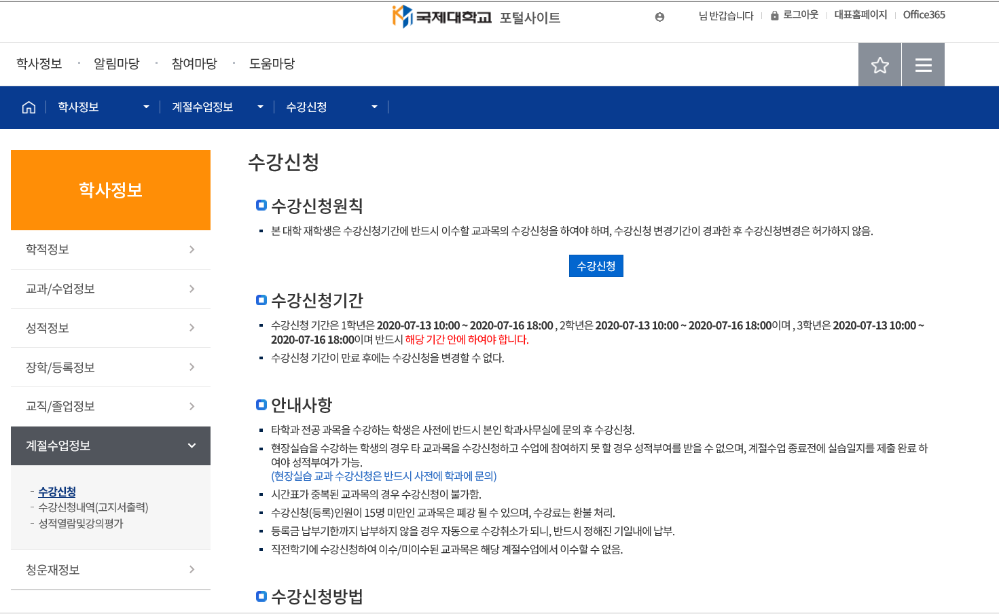 국제대학교 포털사이트
님 반갑습니다
로그아웃
대표홈페이지
Office365
학사정보
알림마당
참여마당
도움마당
학사정보
계절수업정보
수강신청
학사정보
학적정보
교과/수업정보
성적정보
장학/등록정보
교직/졸업정보
계절수업정보
- 수강신청
- 수강신청내역(고지서출력)
- 성적열람및강의평가
청운재정보
수강신청
수강신청원칙
본 대학 재학생은 수강신청기간에 반드시 이수할 교과목의 수강신청을 하여야 하며, 수강신청 변경기간이 경과한 후 수강신청변경은 허가하지 않음.
수강신청
수강신청기간
수강신청 기간은 1학년은 2020-07-13 10:00 ~ 2020-07-16 18:00 , 2학년은 2020-07-13 10:00 ~ 2020-07-16 18:00이며 , 3학년은 2020-07-13 10:00 ~
2020-07-16 18:00이며 반드시 해당 기간 안에 하여야 합니다.
수강신청 기간이 만료 후에는 수강신청을 변경할 수 없다.
안내사항
타학과 전공 과목을 수강하는 학생은 사전에 반드시 본인 학과사무실에 문의 후 수강신청.
현장실습을 수강하는 학생의 경우 타 교과목을 수강신청하고 수업에 참여하지 못 할 경우 성적부여를 받을 수 없으며, 계절수업 종료전에 실습일지를 제출 완료 하
여야 성적부여가 가능.
(현장실습 교과 수강신청은 반드시 사전에 학과에 문의)
시간표가 중복된 교과목의 경우 수강신청이 불가함.
수강신청(등록)인원이 15명 미만인 교과목은 폐강 될 수 있으며, 수강료는 환불 처리.
등록금 납부기한까지 납부하지 않을 경우 자동으로 수강취소가 되니, 반드시 정해진 기일내에 납부.
직전학기에 수강신청하여 이수/미이수된 교과목은 해당 계절수업에서 이수할 수 없음.
수강신청방법